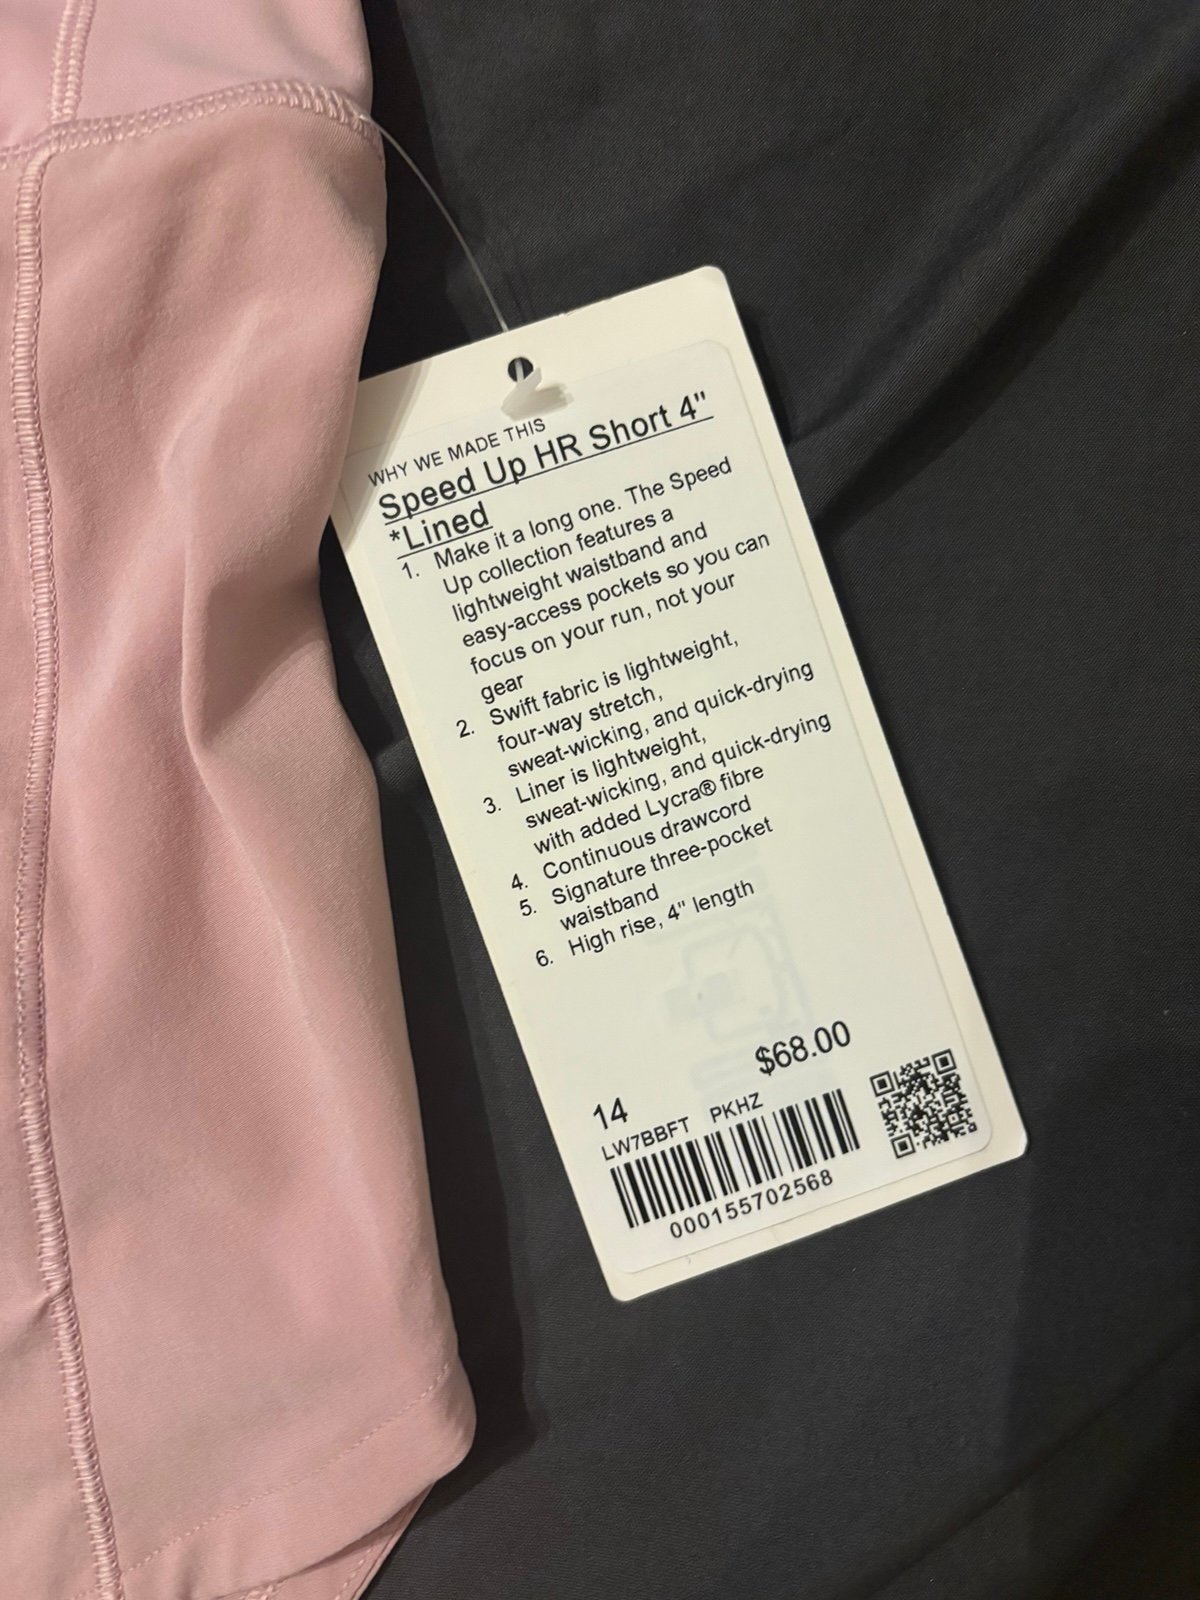 WHY WE MADE THIS
Speed Up HR Short 4"
*Lined
1. Make it a long one. The Speed
Up collection features a
lightweight waistband and
easy-access pockets so you can
focus on your run, not your
gear
2. Swift fabric is lightweight,
four-way stretch,
sweat-wicking, and quick-drying
3. Liner is lightweight,
sweat-wicking, and quick-drying
with added Lycra® fibre
4. Continuous drawcord
5. Signature three-pocket
waistband
6. High rise, 4" length
$68.00
14
LW7BBFT PKHZ
000155702568